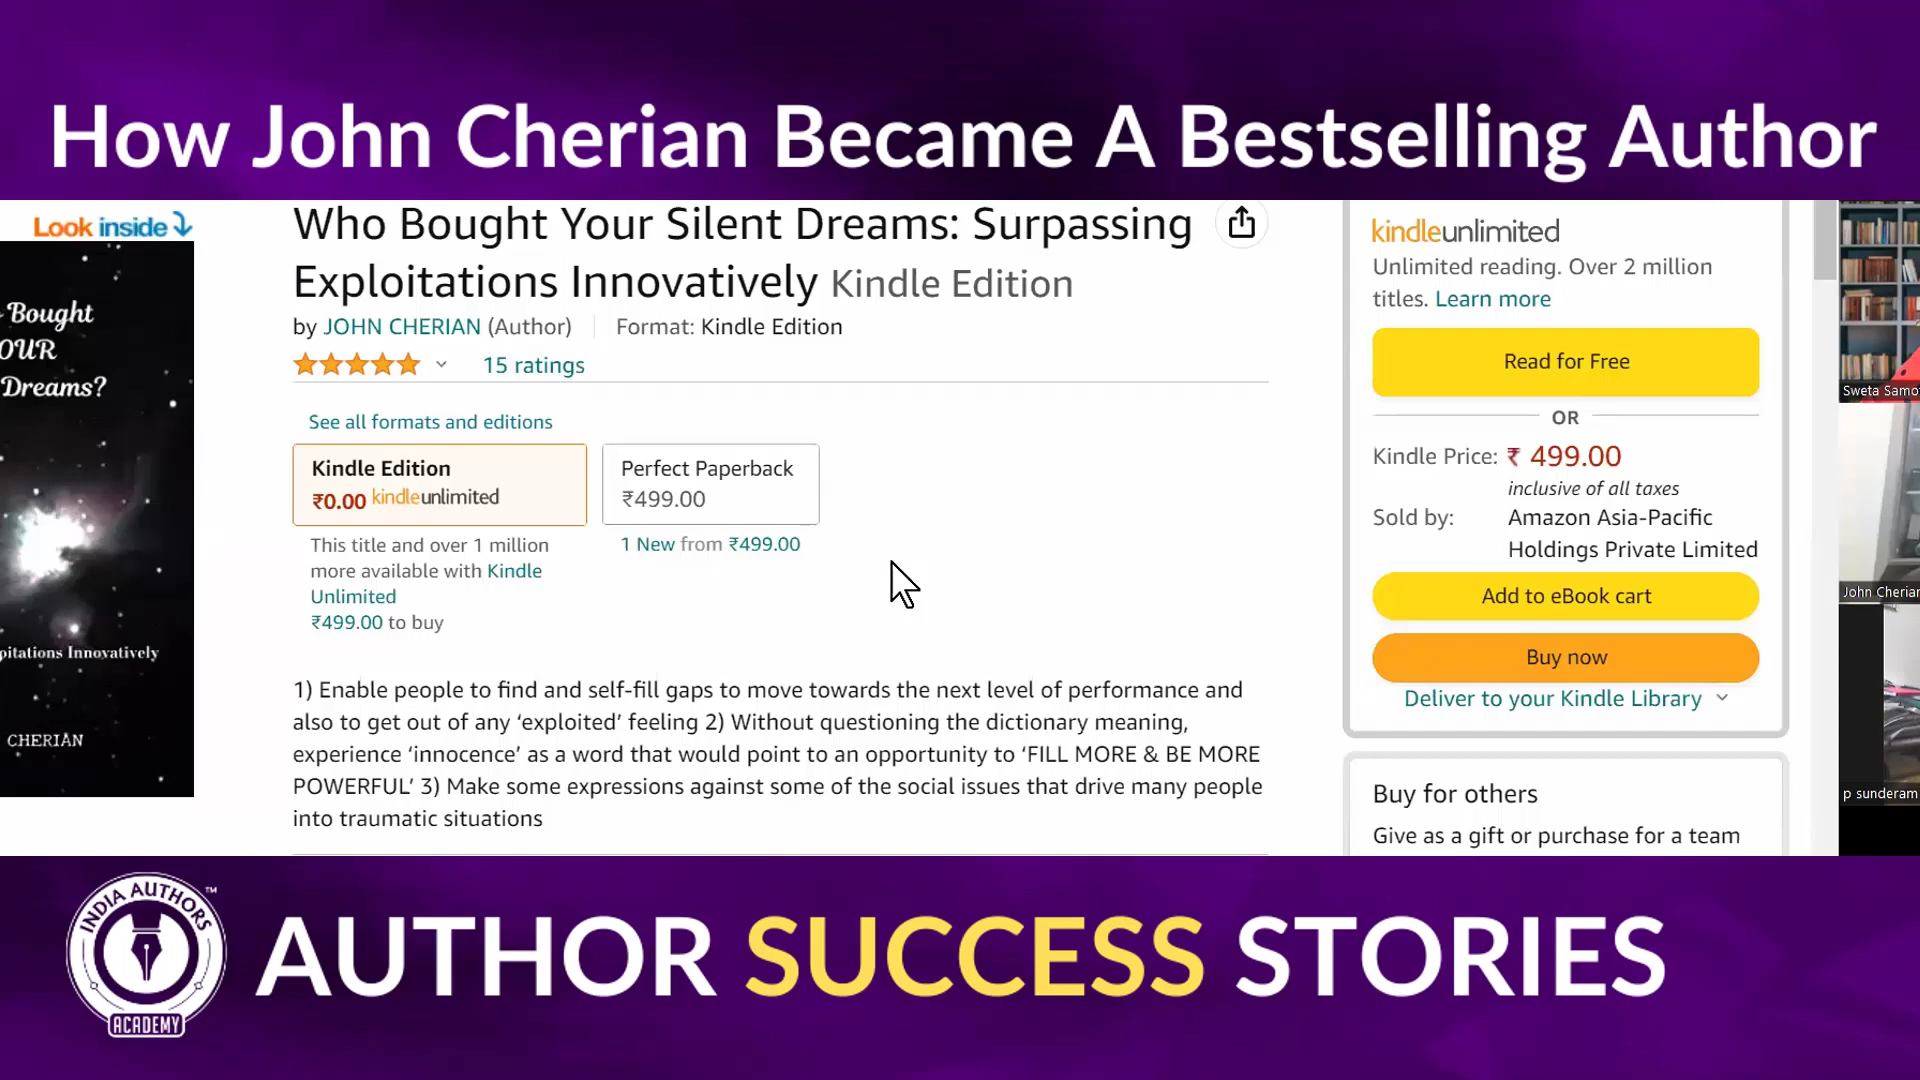 How John Cherian Became A Bestselling Author
Look inside
Bought
OUR
Dreams?
pitations Innovatively
CHERIAN
Who Bought Your Silent Dreams: Surpassing
Exploitations Innovatively Kindle Edition
by JOHN CHERIAN (Author) Format: Kindle Edition
15 ratings
See all formats and editions
Kindle Edition
₹0.00 kindleunlimited
This title and over 1 million
more available with Kindle
Unlimited
₹499.00 to buy
Perfect Paperback
₹499.00
1 New from ₹499.00
1) Enable people to find and self-fill gaps to move towards the next level of performance and
also to get out of any ‘exploited’ feeling 2) Without questioning the dictionary meaning,
experience ‘innocence’ as a word that would point to an opportunity to ‘FILL MORE & BE MORE
POWERFUL’ 3) Make some expressions against some of the social issues that drive many people
into traumatic situations
kindleunlimited
Unlimited reading. Over 2 million
titles. Learn more
Read for Free
OR
Kindle Price: ₹ 499.00
inclusive of all taxes
Sold by: Amazon Asia-Pacific
Holdings Private Limited
Add to eBook cart
Buy now
Deliver to your Kindle Library
Buy for others
Give as a gift or purchase for a team
Sweta Samo
John Cherian
p sunderam
INDIA AUTHORS™
ACADEMY
AUTHOR SUCCESS STORIES